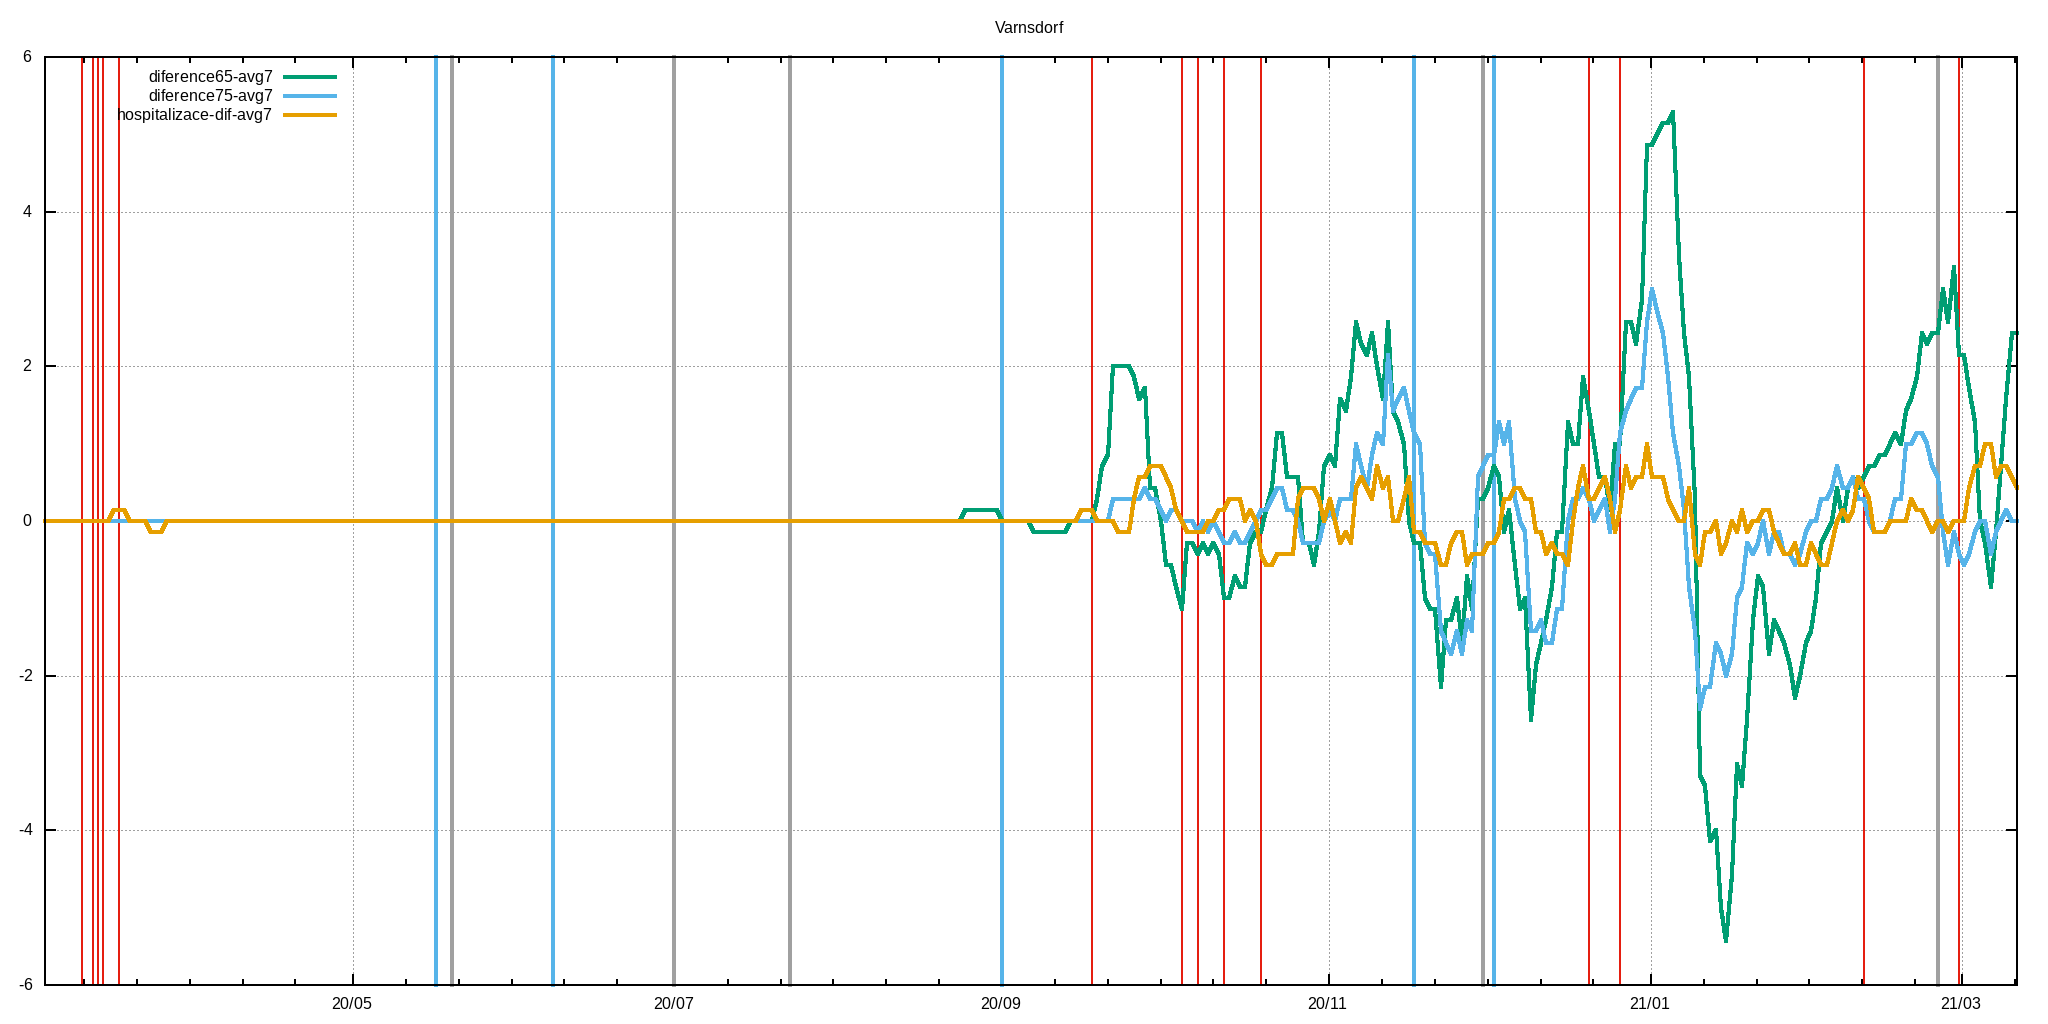 Varnsdorf
6
diference65-avg7
diference75-avg7
hospitalizace-dif-avg7
4
2
0
-2
-4
-6
20/05 20/07 20/09 20/11 21/01 21/03